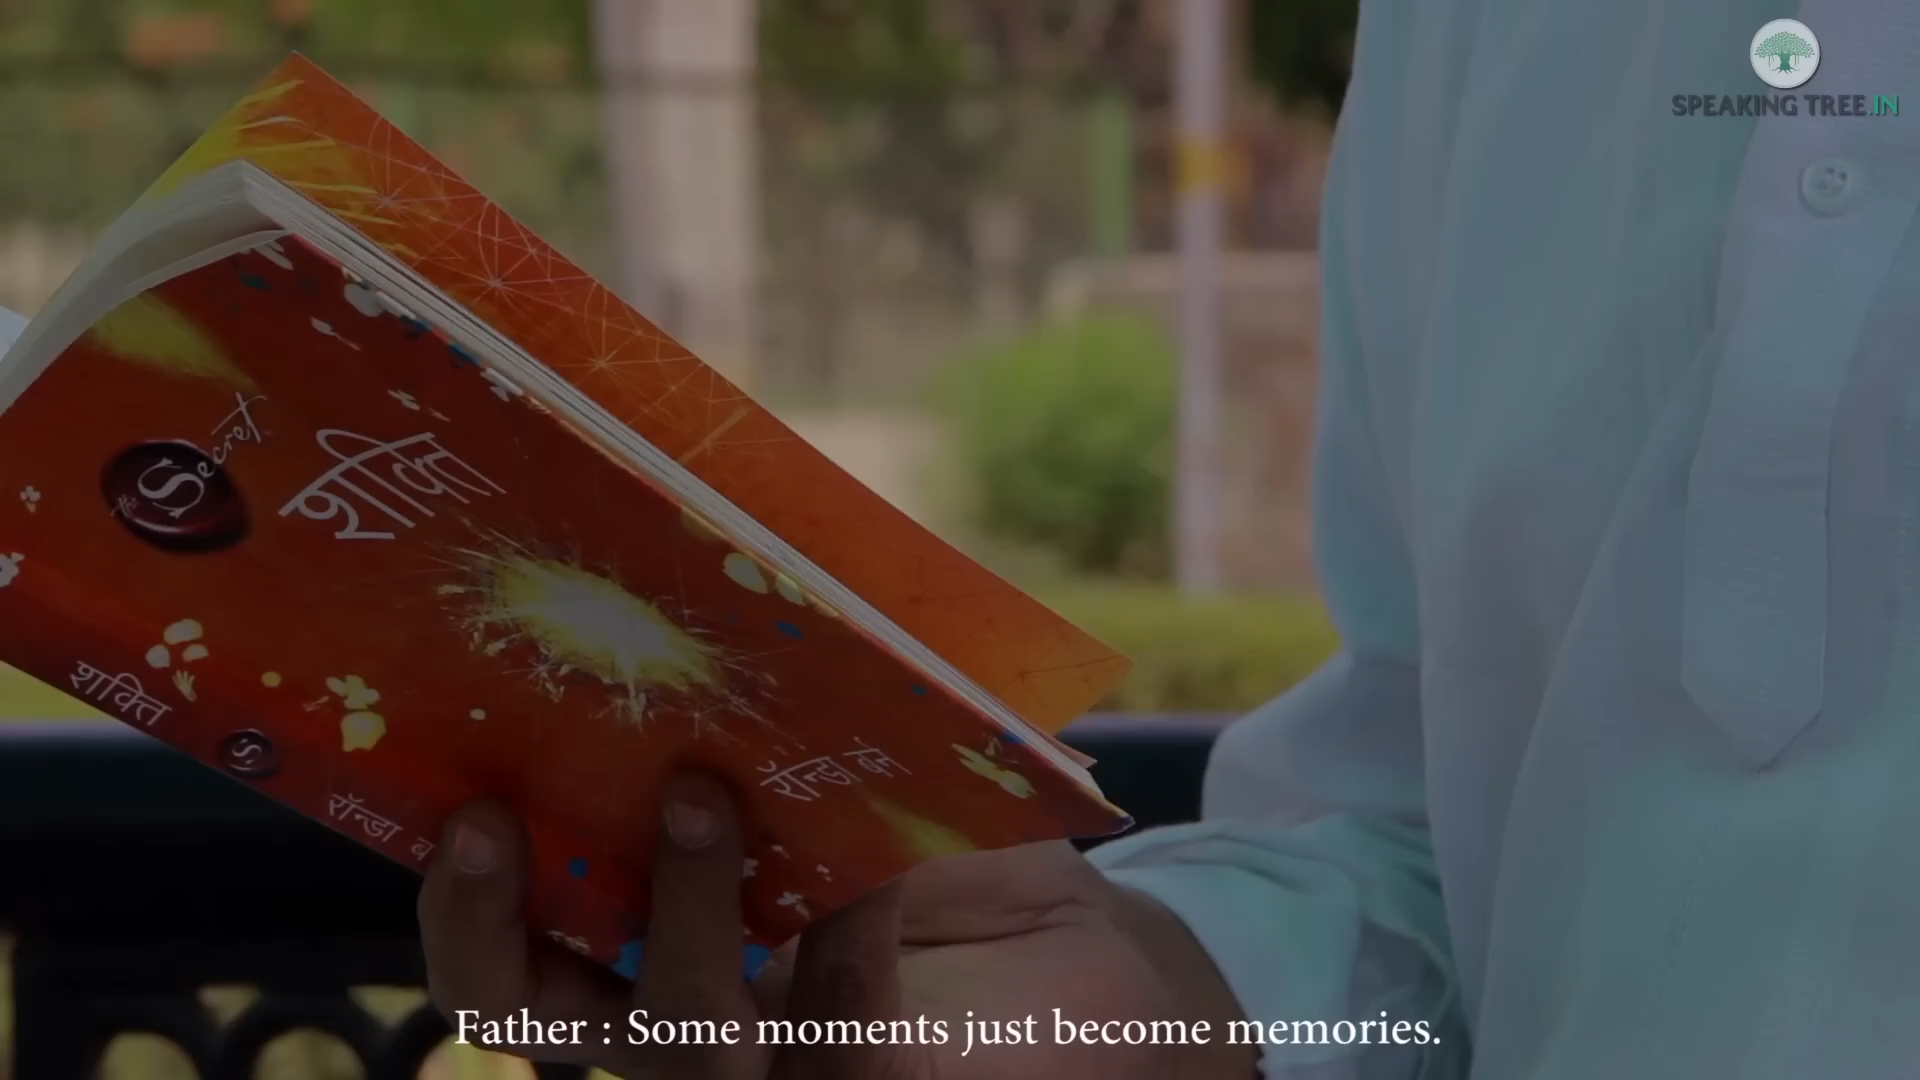 SPEAKING TREE.IN
The Secret
शक्ति
रॉन्डा बर्न
शक्ति
S
रॉन्डा
Father : Some moments just become memories.